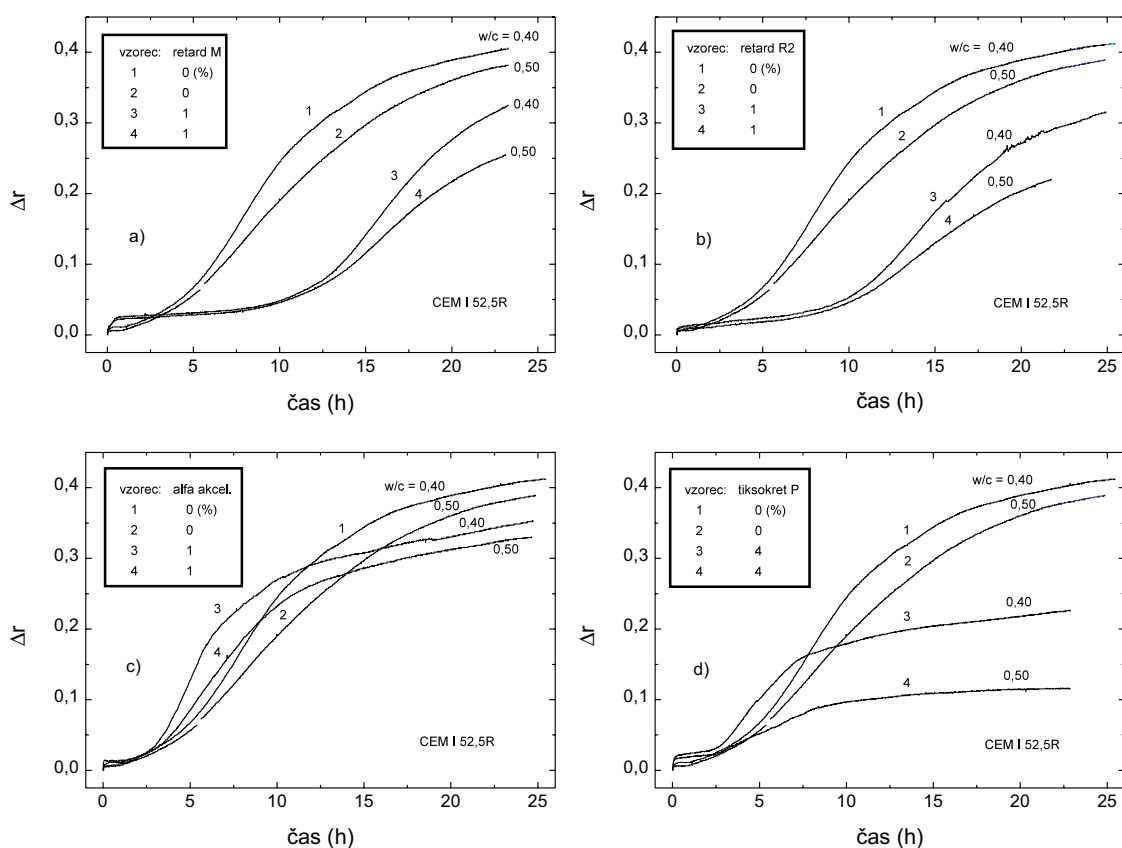 vzorec: retard M
1 0 (%)
2 0
3 1
4 1
w/c = 0,40
0,50
0,40
0,50
1
2
3
4
a)
CEM I 52,5R
0,4
0,3
0,2
0,1
0,0
Δr
0 5 10 15 20 25
čas (h)
vzorec: retard R2
1 0 (%)
2 0
3 1
4 1
w/c = 0,40
0,50
0,40
0,50
1
2
3
4
b)
CEM I 52,5R
0,4
0,3
0,2
0,1
0,0
Δr
0 5 10 15 20 25
čas (h)
vzorec: alfa akcel.
1 0 (%)
2 0
3 1
4 1
w/c = 0,40
0,50
0,40
0,50
1
3
2
4
c)
CEM I 52,5R
0,4
0,3
0,2
0,1
0,0
Δr
0 5 10 15 20 25
čas (h)
vzorec: tiksokret P
1 0 (%)
2 0
3 4
4 4
w/c = 0,40
0,50
0,40
0,50
1
2
3
4
d)
CEM I 52,5R
0,4
0,3
0,2
0,1
0,0
Δr
0 5 10 15 20 25
čas (h)